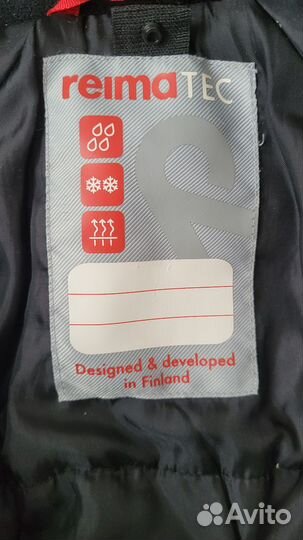 reimaTEC
Designed & developed
in Finland
Avito